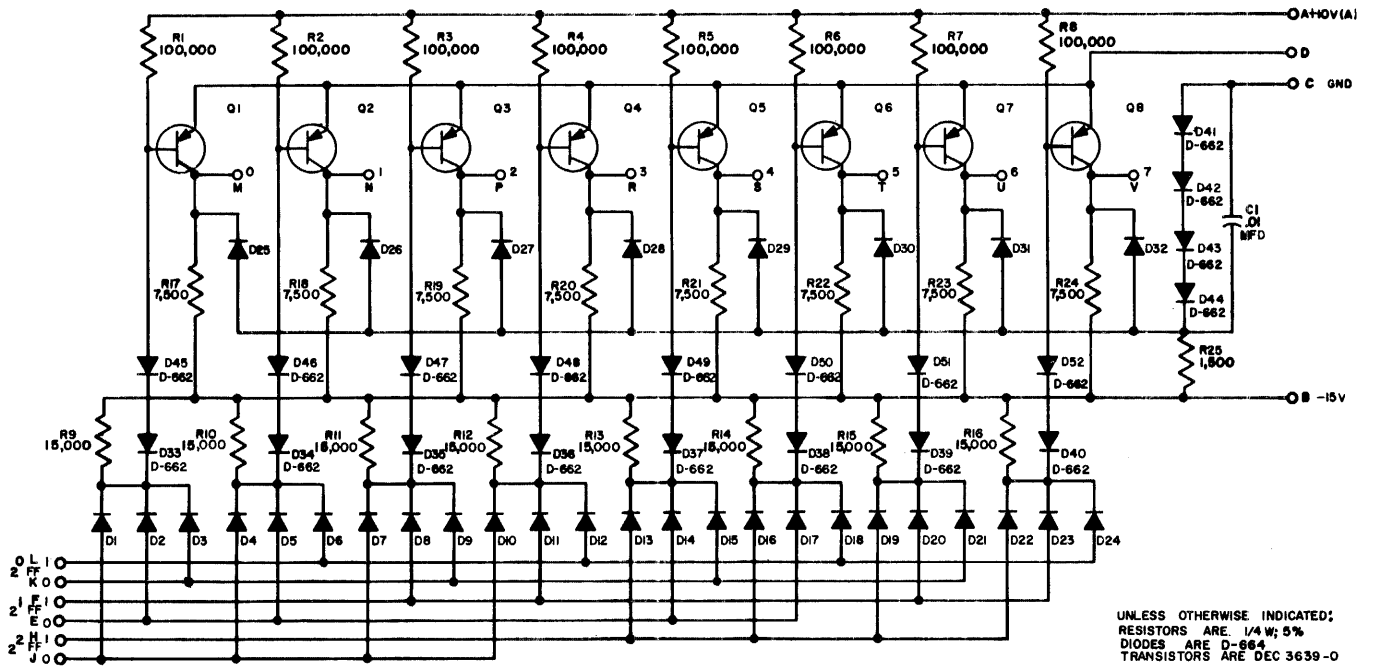 A+10V(A)
R1 100,000
R2 100,000
R3 100,000
R4 100,000
R5 100,000
R6 100,000
R7 100,000
R8 100,000
D
C GND
Q1
Q2
Q3
Q4
Q5
Q6
Q7
Q8
D41 D-662
0 M
1 N
2 P
3 R
4 S
5 T
6 U
7 V
D42 D-662
C1 .01 MFD
D25
D26
D27
D28
D29
D30
D31
D32
D43 D-662
R17 7,500
R18 7,500
R19 7,500
R20 7,500
R21 7,500
R22 7,500
R23 7,500
R24 7,500
D44 D-662
R25 1,500
D45 D-662
D46 D-662
D47 D-662
D48 D-662
D49 D-662
D50 D-662
D51 D-662
D52 D-662
B -15V
R9 15,000
R10 15,000
R11 15,000
R12 15,000
R13 15,000
R14 15,000
R15 15,000
R16 15,000
D33 D-662
D34 D-662
D35 D-662
D36 D-662
D37 D-662
D38 D-662
D39 D-662
D40 D-662
D1 D2 D3 D4 D5 D6 D7 D8 D9 D10 D11 D12 D13 D14 D15 D16 D17 D18 D19 D20 D21 D22 D23 D24
0 L 1
2 FF
K 0
1 F 1
2 FF
E 0
2 H 1
2 FF
J 0
UNLESS OTHERWISE INDICATED:
RESISTORS ARE 1/4 W; 5%
DIODES ARE D-664
TRANSISTORS ARE DEC 3639-0